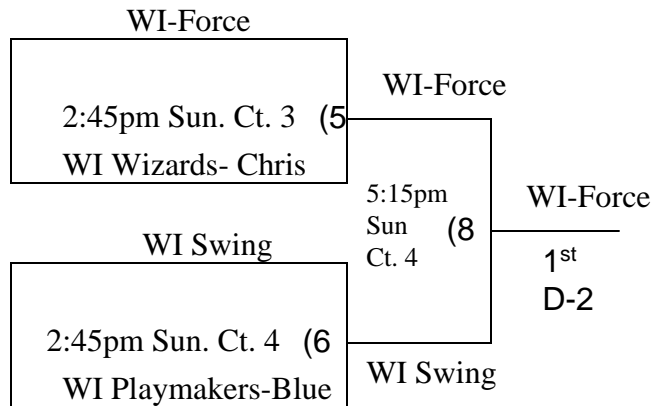 WI-Force
2:45pm Sun. Ct. 3 (5
WI Wizards- Chris
WI-Force
5:15pm
Sun (8
Ct. 4
WI-Force
1st
D-2
WI Swing
2:45pm Sun. Ct. 4 (6
WI Playmakers-Blue
WI Swing